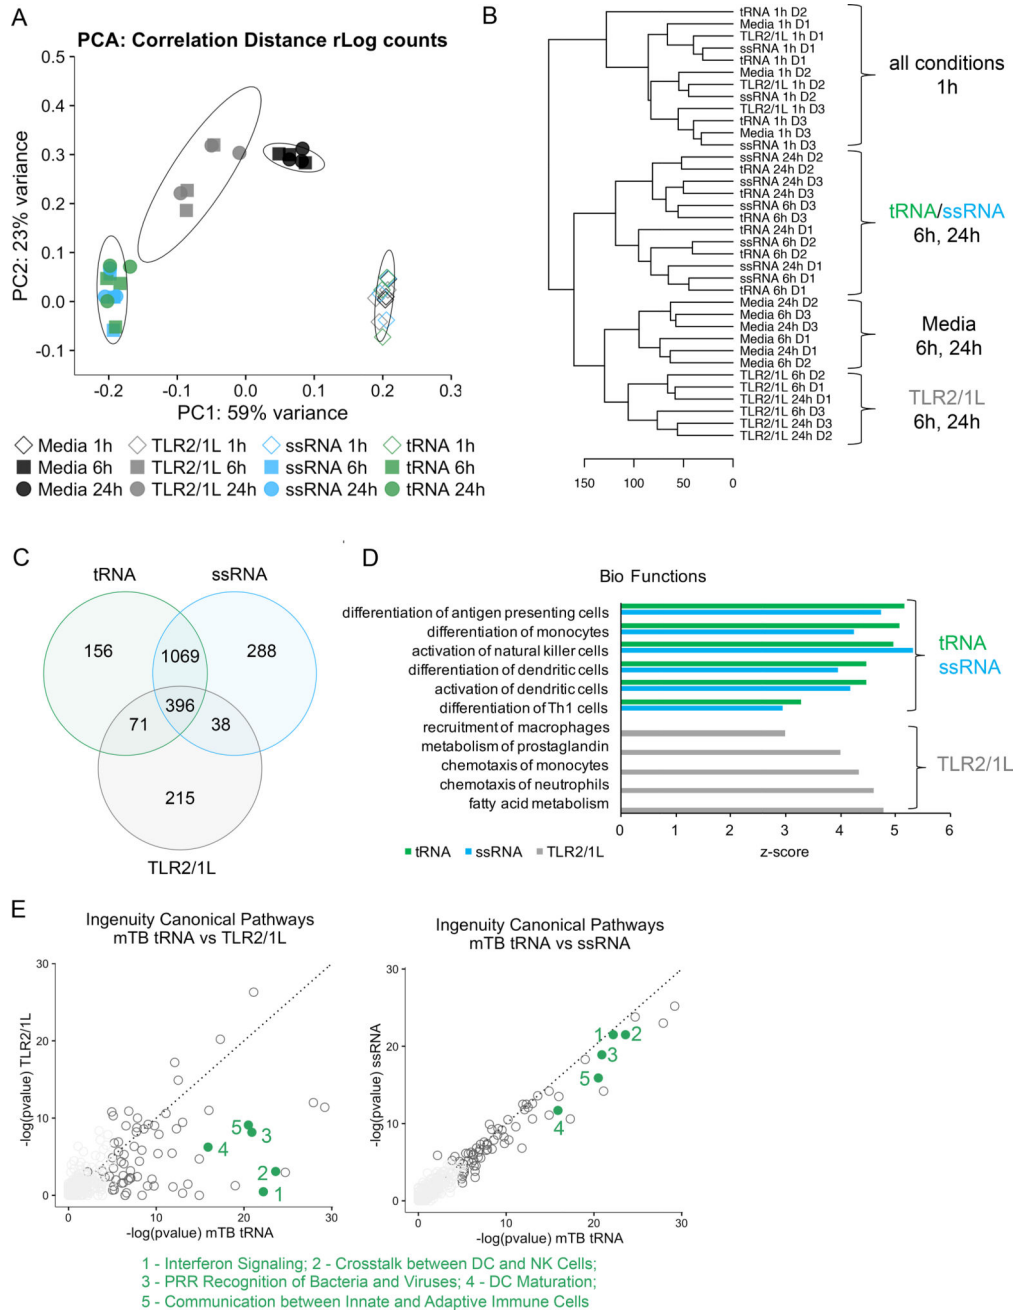 A
PCA: Correlation Distance rLog counts
0.5
0.4
0.3
0.2
0.1
0.0
-0.1
PC2: 23% variance
-0.2
-0.1
0.0
0.1
0.2
0.3
PC1: 59% variance
Media 1h TLR2/1L 1h ssRNA 1h tRNA 1h
Media 6h TLR2/1L 6h ssRNA 6h tRNA 6h
Media 24h TLR2/1L 24h ssRNA 24h tRNA 24h
B
tRNA 1h D2
Media 1h D1
TLR2/1L 1h D1
ssRNA 1h D1
tRNA 1h D1
Media 1h D2
TLR2/1L 1h D2
ssRNA 1h D2
TLR2/1L 1h D3
tRNA 1h D3
Media 1h D3
ssRNA 1h D3
ssRNA 24h D2
tRNA 24h D2
ssRNA 24h D3
tRNA 24h D3
ssRNA 6h D3
tRNA 6h D3
tRNA 24h D1
ssRNA 6h D2
tRNA 6h D2
ssRNA 24h D1
ssRNA 6h D1
tRNA 6h D1
Media 24h D2
Media 6h D3
Media 24h D3
Media 6h D1
Media 24h D1
Media 6h D2
TLR2/1L 6h D2
TLR2/1L 6h D1
TLR2/1L 24h D1
TLR2/1L 6h D3
TLR2/1L 24h D3
TLR2/1L 24h D2
all conditions
1h
tRNA/ssRNA
6h, 24h
Media
6h, 24h
TLR2/1L
6h, 24h
150 100 50 0
C
tRNA ssRNA
156 1069 288
396
71 38
215
TLR2/1L
D
Bio Functions
differentiation of antigen presenting cells
differentiation of monocytes
activation of natural killer cells
differentiation of dendritic cells
activation of dendritic cells
differentiation of Th1 cells
recruitment of macrophages
metabolism of prostaglandin
chemotaxis of monocytes
chemotaxis of neutrophils
fatty acid metabolism
tRNA
ssRNA
TLR2/1L
0 1 2 3 4 5 6
z-score
tRNA ssRNA TLR2/1L
E
Ingenuity Canonical Pathways
mTB tRNA vs TLR2/1L
30
20
10
0
-log(pvalue) TLR2/1L
5
3
4
2
1
0 10 20 30
-log(pvalue) mTB tRNA
Ingenuity Canonical Pathways
mTB tRNA vs ssRNA
30
20
10
0
-log(pvalue) ssRNA
1 2
3
5
4
0 10 20 30
-log(pvalue) mTB tRNA
1 - Interferon Signaling; 2 - Crosstalk between DC and NK Cells;
3 - PRR Recognition of Bacteria and Viruses; 4 - DC Maturation;
5 - Communication between Innate and Adaptive Immune Cells